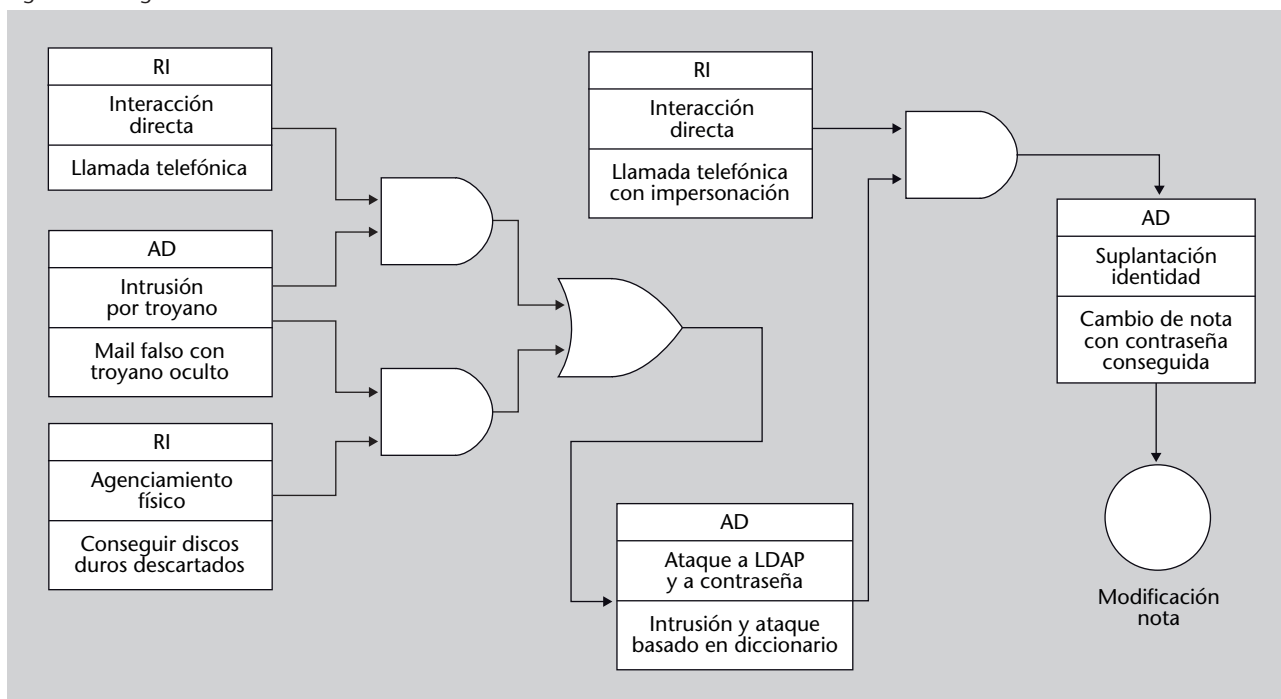 RI
Interacción
directa
Llamada telefónica
AD
Intrusión
por troyano
Mail falso con
troyano oculto
RI
Agenciamiento
físico
Conseguir discos
duros descartados
RI
Interacción
directa
Llamada telefónica
con impersonación
AD
Ataque a LDAP
y a contraseña
Intrusión y ataque
basado en diccionario
AD
Suplantación
identidad
Cambio de nota
con contraseña
conseguida
Modificación
nota